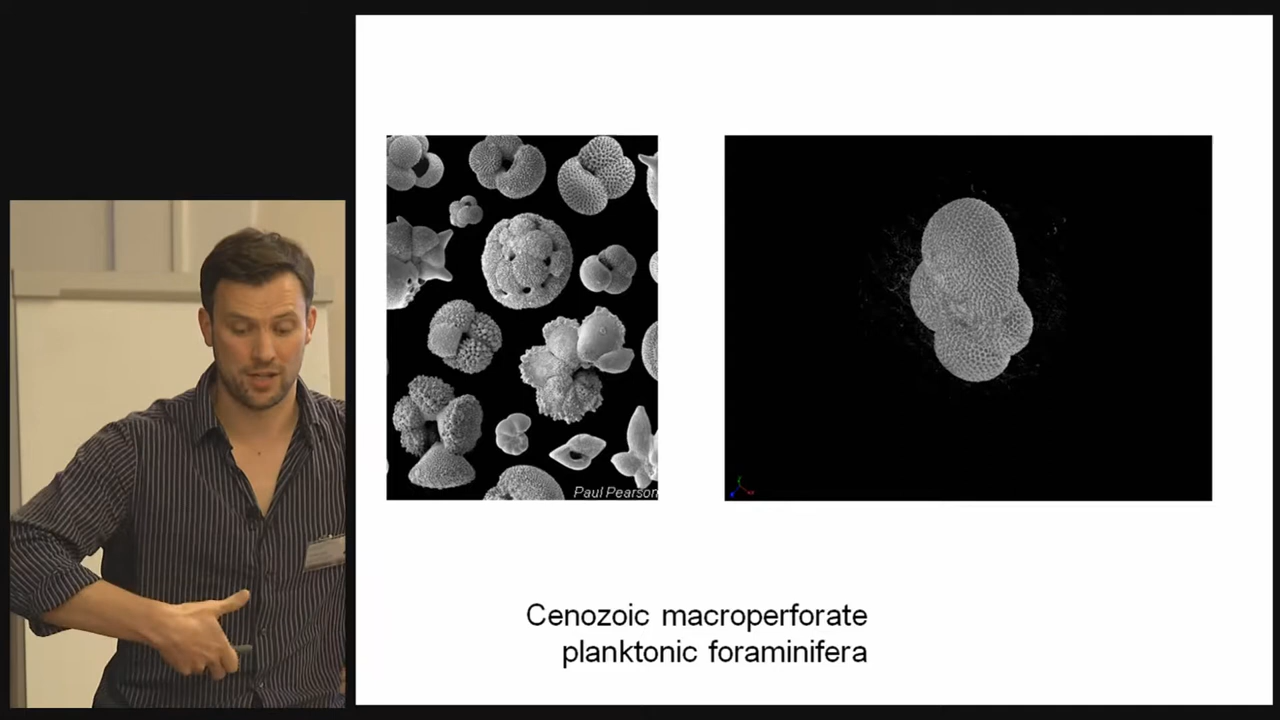 Paul Pearson
Cenozoic macroperforate
planktonic foraminifera